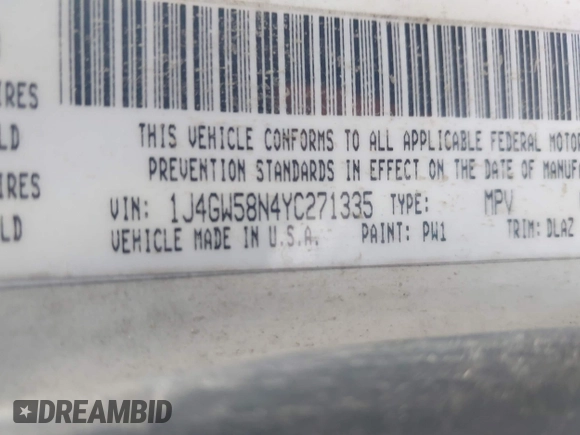 IRES
LD
THIS VEHICLE CONFORMS TO ALL APPLICABLE FEDERAL MOTOR
PREVENTION STANDARDS IN EFFECT ON THE DATE OF MANUF
IRES
VIN: 1J4GW58N4YC271335 TYPE: MPV
LD
VEHICLE MADE IN U.S.A. PAINT: PW1 TRIM: DLAZ
DREAMBID